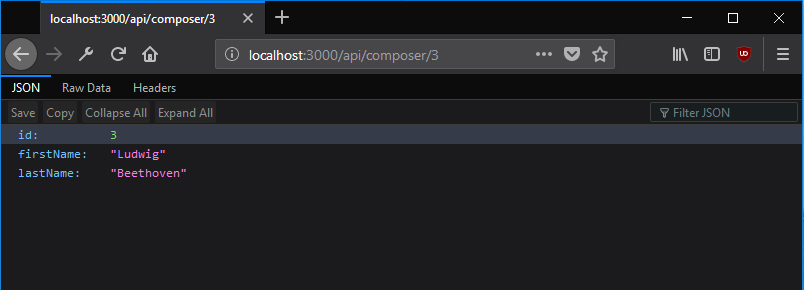 localhost:3000/api/composer/3
localhost:3000/api/composer/3
JSON Raw Data Headers
Save Copy Collapse All Expand All Filter JSON
id: 3
firstName: "Ludwig"
lastName: "Beethoven"